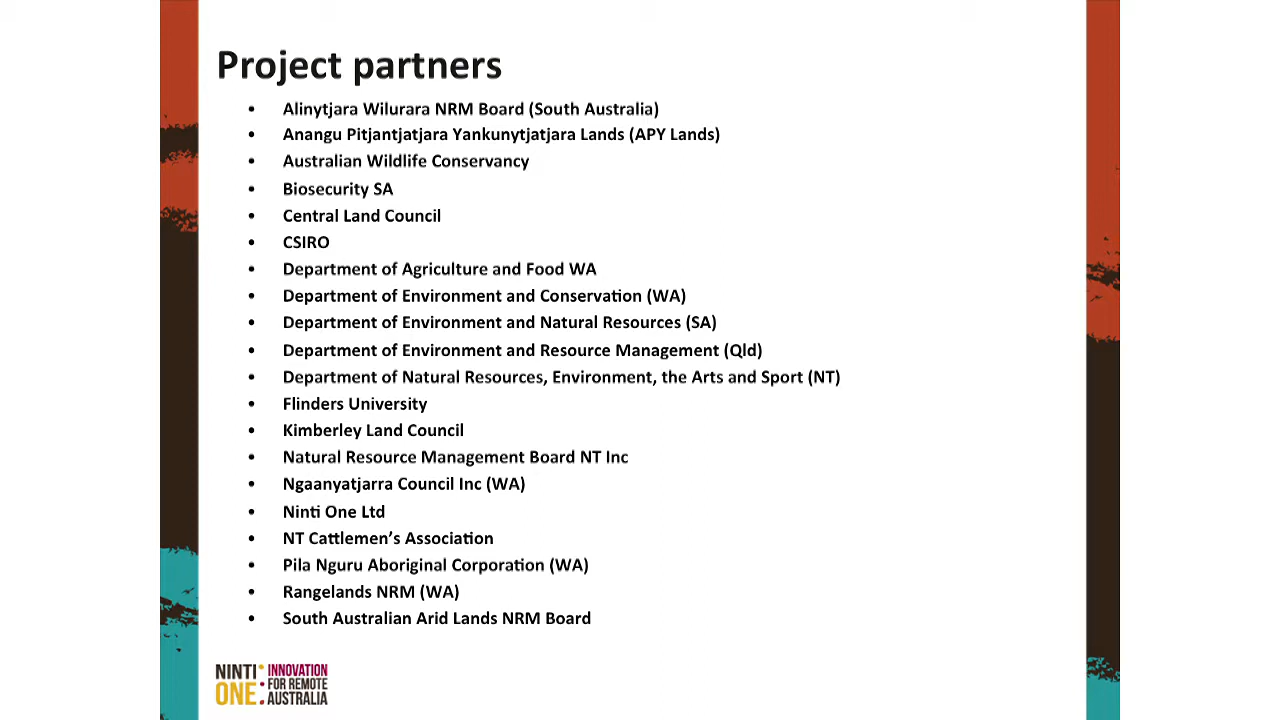 Project partners
• Alinytjara Wilurara NRM Board (South Australia)
• Anangu Pitjantjatjara Yankunytjatjara Lands (APY Lands)
• Australian Wildlife Conservancy
• Biosecurity SA
• Central Land Council
• CSIRO
• Department of Agriculture and Food WA
• Department of Environment and Conservation (WA)
• Department of Environment and Natural Resources (SA)
• Department of Environment and Resource Management (Qld)
• Department of Natural Resources, Environment, the Arts and Sport (NT)
• Flinders University
• Kimberley Land Council
• Natural Resource Management Board NT Inc
• Ngaanyatjarra Council Inc (WA)
• Ninti One Ltd
• NT Cattlemen’s Association
• Pila Nguru Aboriginal Corporation (WA)
• Rangelands NRM (WA)
• South Australian Arid Lands NRM Board
NINTI ONE
INNOVATION
FOR REMOTE
AUSTRALIA